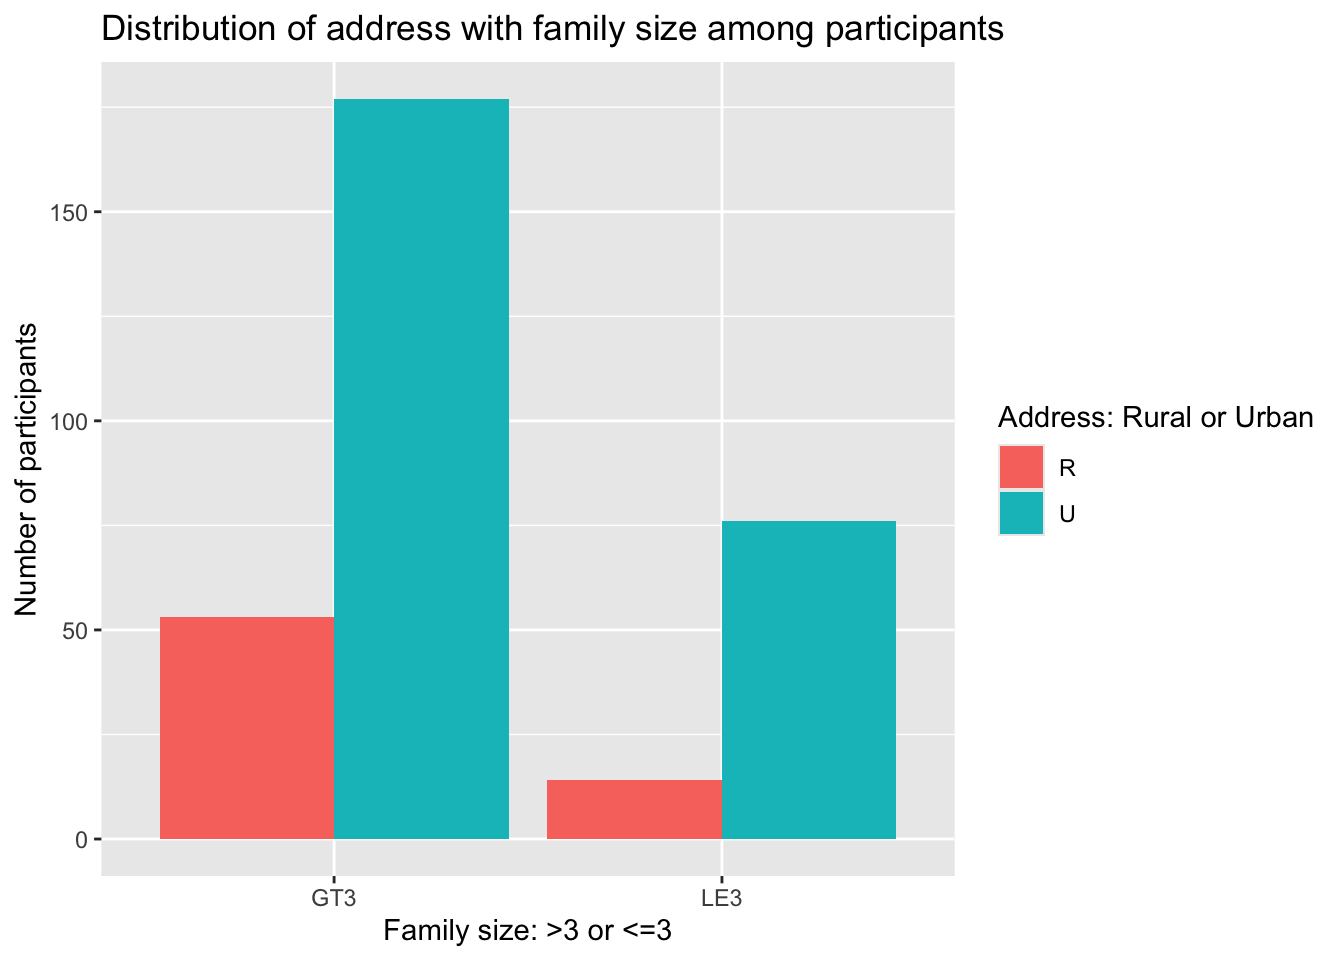 Distribution of address with family size among participants
Number of participants
150
100
50
0
GT3 LE3
Family size: >3 or <=3
Address: Rural or Urban
R
U